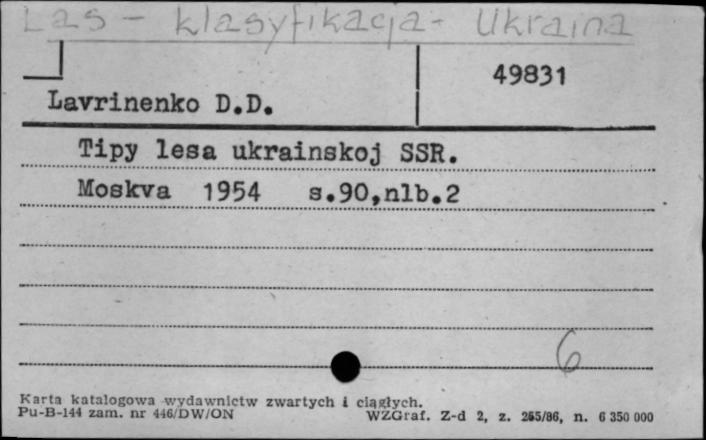 Las - klasyfikacja - Ukraina
49831
Lavrinenko D.D.
Tipy lesa ukrainskoj SSR.
Moskva 1954 s.90,nlb.2
6
Karta katalogowa wydawnictw zwartych i ciągłych.
Pu-B-144 zam. nr 446/DW/ON WZGraf. Z-d 2, z. 265/86, n. 6 350 000